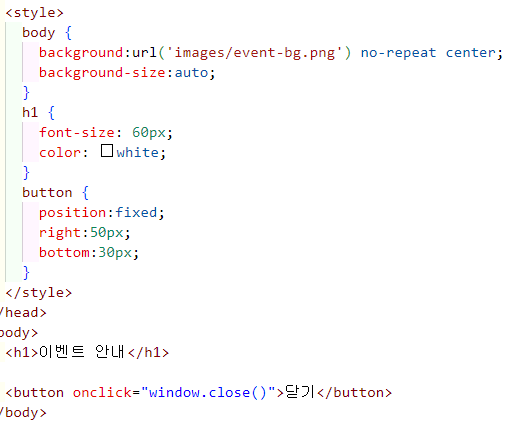 <style>
body {
background:url('images/event-bg.png') no-repeat center;
background-size:auto;
}
h1 {
font-size: 60px;
color: white;
}
button {
position:fixed;
right:50px;
bottom:30px;
}
</style>
/head>
body>
<h1>이벤트 안내</h1>
<button onclick="window.close()">닫기</button>
/body>